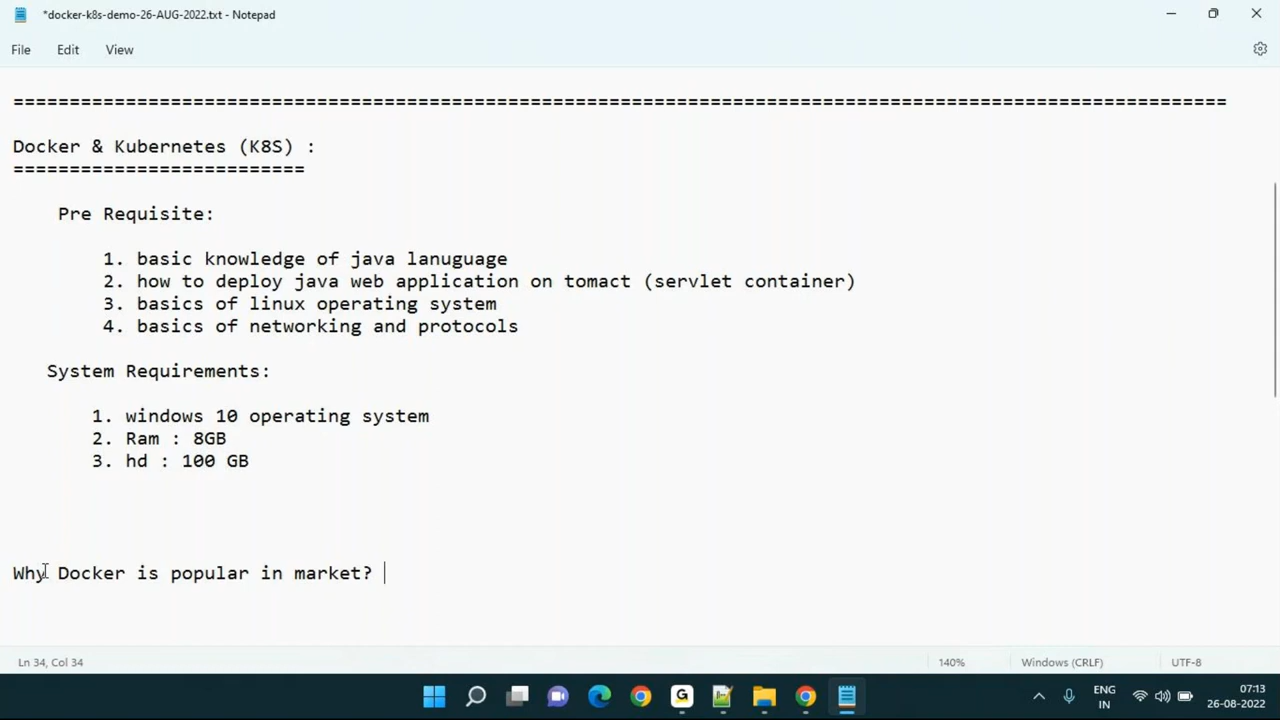 *docker-k8s-demo-26-AUG-2022.txt - Notepad
File Edit View
============================================================================================================
Docker & Kubernetes (K8S) :
==========================
Pre Requisite:
1. basic knowledge of java lanuguage
2. how to deploy java web application on tomact (servlet container)
3. basics of linux operating system
4. basics of networking and protocols
System Requirements:
1. windows 10 operating system
2. Ram : 8GB
3. hd : 100 GB
Why Docker is popular in market?
Ln 34, Col 34 140% Windows (CRLF) UTF-8
G
ENG
IN
07:13
26-08-2022